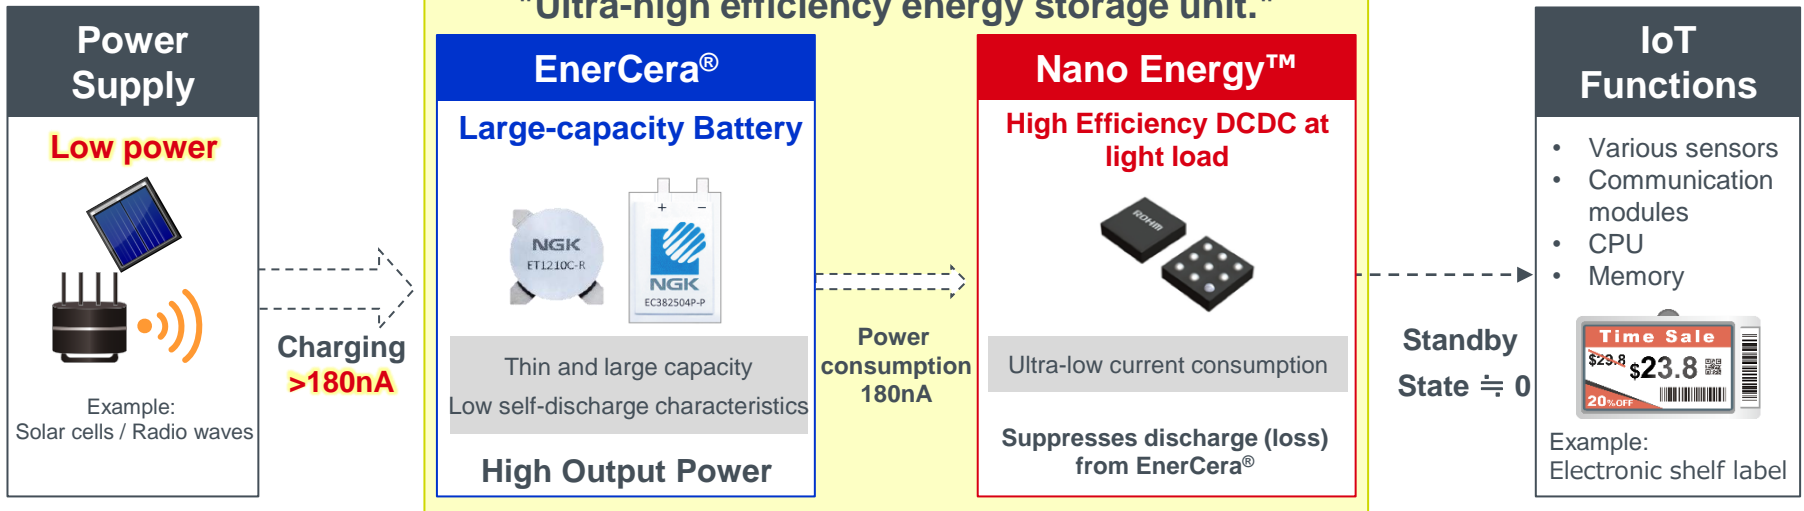 "Ultra-high efficiency energy storage unit."
Power
Supply
Low power
Example:
Solar cells / Radio waves
Charging
>180nA
EnerCera®
Large-capacity Battery
NGK
ET1210C-R
+ −
NGK
EC382504P-P
Thin and large capacity
Low self-discharge characteristics
High Output Power
Power
consumption
180nA
Nano Energy™
High Efficiency DCDC at
light load
ROHM
Ultra-low current consumption
Suppresses discharge (loss)
from EnerCera®
Standby
State ≒ 0
IoT
Functions
• Various sensors
• Communication
modules
• CPU
• Memory
Time Sale
$29.8 $23.8
20%OFF
Example:
Electronic shelf label